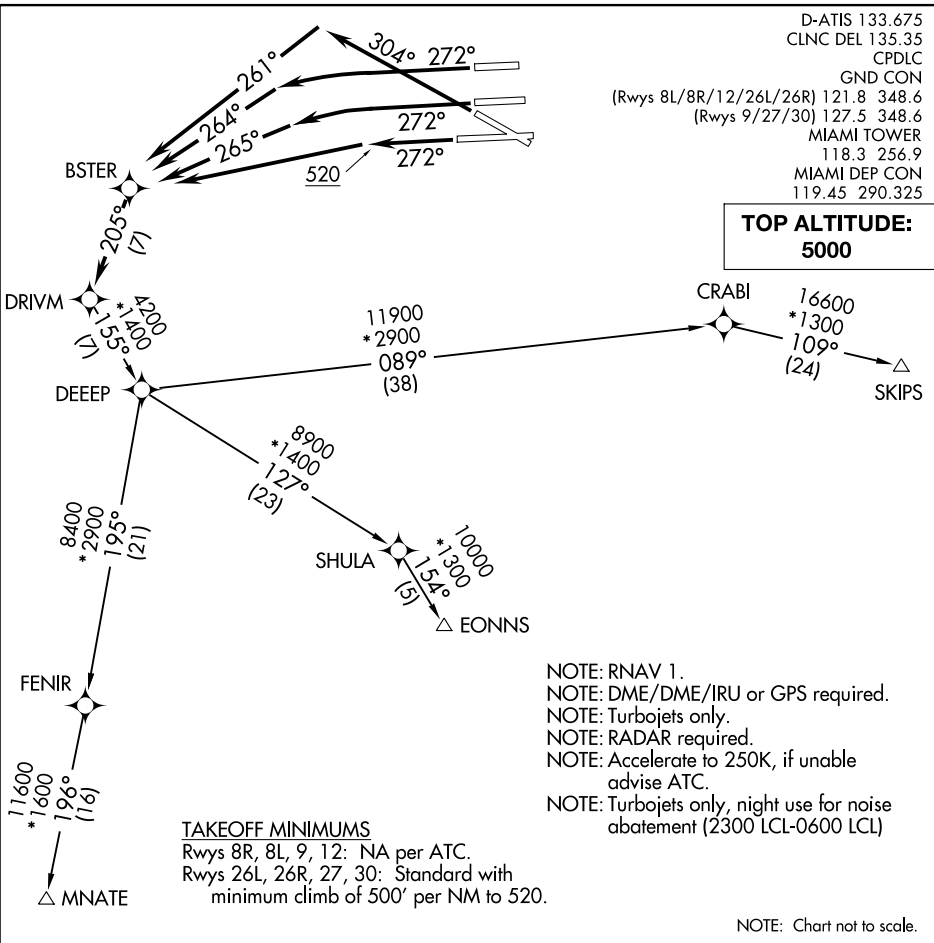 D-ATIS 133.675
CLNC DEL 135.35
CPDLC
GND CON
(Rwys 8L/8R/12/26L/26R) 121.8 348.6
(Rwys 9/27/30) 127.5 348.6
MIAMI TOWER
118.3 256.9
MIAMI DEP CON
119.45 290.325
TOP ALTITUDE:
5000
304°
272°
261°
264°
272°
265°
272°
520
BSTER
205°
(7)
DRIVM
4200
*1400
155°
(7)
DEEEP
11900
*2900
089°
(38)
CRABI
16600
*1300
109°
(24)
SKIPS
8900
*1400
127°
(23)
SHULA
10000
*1300
154°
(5)
EONNS
8400
*2900
195°
(21)
FENIR
11600
*1600
196°
(16)
MNATE
NOTE: RNAV 1.
NOTE: DME/DME/IRU or GPS required.
NOTE: Turbojets only.
NOTE: RADAR required.
NOTE: Accelerate to 250K, if unable
advise ATC.
NOTE: Turbojets only, night use for noise
abatement (2300 LCL-0600 LCL)
TAKEOFF MINIMUMS
Rwys 8R, 8L, 9, 12: NA per ATC.
Rwys 26L, 26R, 27, 30: Standard with
minimum climb of 500' per NM to 520.
NOTE: Chart not to scale.